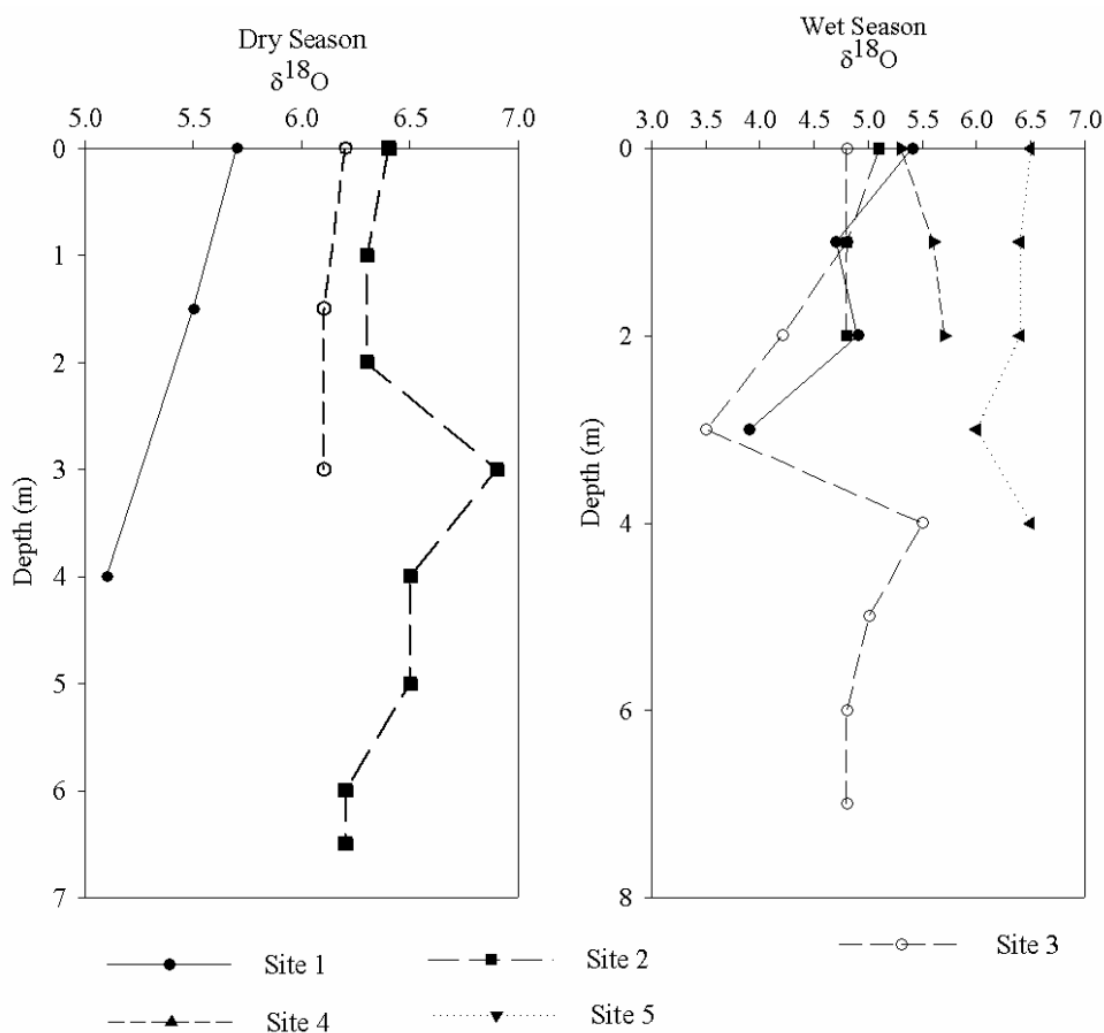 Dry Season
δ18O
5.0 5.5 6.0 6.5 7.0
0
1
2
3
4
5
6
7
Depth (m)
Wet Season
δ18O
3.0 3.5 4.0 4.5 5.0 5.5 6.0 6.5 7.0
0
2
4
6
8
Depth (m)
Site 1
Site 2
Site 3
Site 4
Site 5